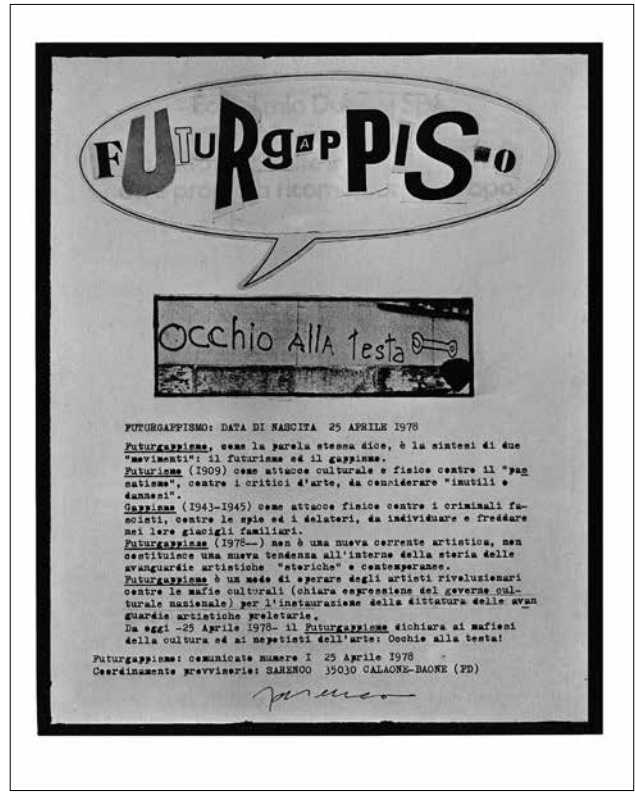 FUTURgAPPISmo
Occhio Alla testa
FUTURGAPPISMO: DATA DI NASCITA 25 APRILE 1978
Futurgappismo, come la parola stessa dice, è la sintesi di due
"movimenti": il futurismo ed il gappismo.
Futurismo (1909) come attacco culturale e fisico contro il "pas
satismo", contro i critici d'arte, da considerare "inutili e
dannosi".
Gappismo (1943-1945) come attacco fisico contro i criminali fa-
scisti, contro le spie ed i delatori, da individuare e freddare
nei loro giacigli familiari.
Futurgappismo (1978--) non è una nuova corrente artistica, non
costituisce una nuova tendenza all'interno della storia delle
avanguardie artistiche "storiche" o contemporanee.
Futurgappismo è un modo di operare degli artisti rivoluzionari
contro le mafie culturali (chiara espressione del governo cul-
turale nazionale) per l'instaurazione della dittatura delle avan
guardie artistiche proletarie.
Da oggi -25 Aprile 1978- il Futurgappismo dichiara ai mafiosi
della cultura ed ai nepotisti dell'arte: Occhio alla testa!
Futurgappismo: comunicato numero I 25 Aprile 1978
Coordinamento provvisorio: SARENCO 35030 CALAONE-BAONE (PD)
Sarenco